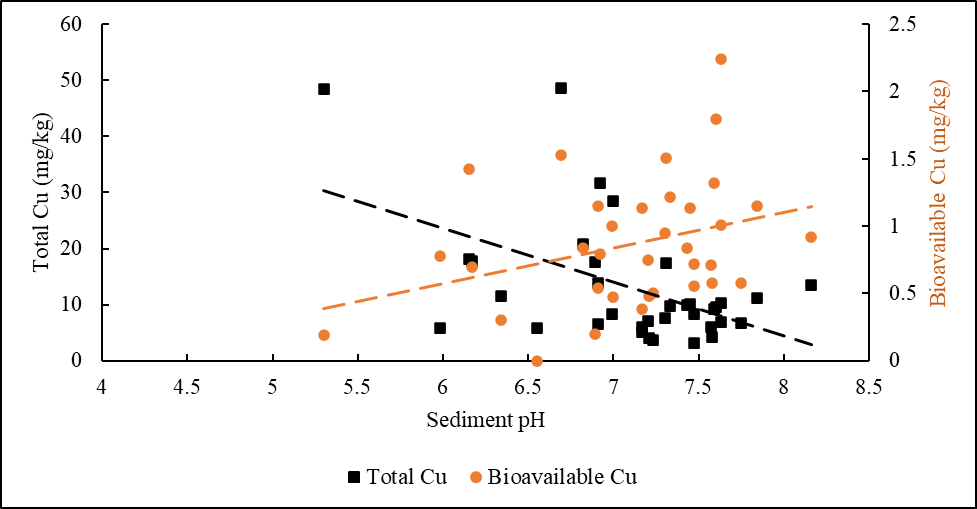 60
50
40
30
20
10
0
Total Cu (mg/kg)
2.5
2
1.5
1
0.5
0
Bioavailable Cu (mg/kg)
4 4.5 5 5.5 6 6.5 7 7.5 8 8.5
Sediment pH
Total Cu Bioavailable Cu